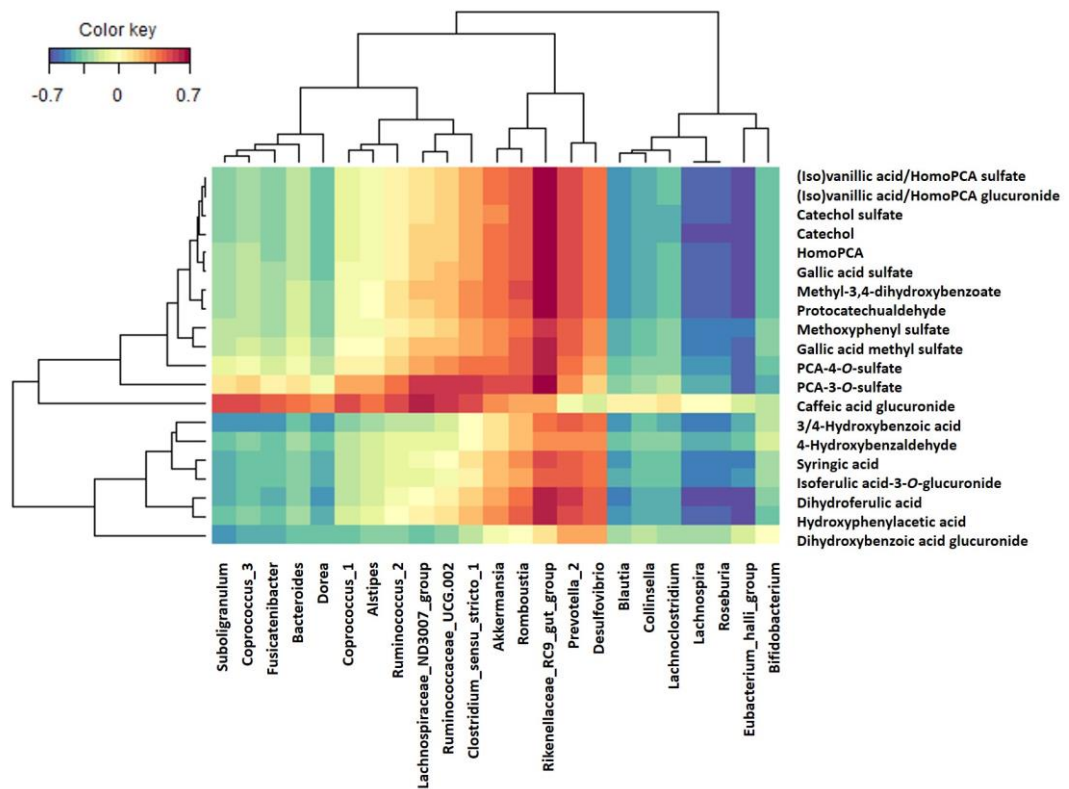 Color key
-0.7 0 0.7
(Iso)vanillic acid/HomoPCA sulfate
(Iso)vanillic acid/HomoPCA glucuronide
Catechol sulfate
Catechol
HomoPCA
Gallic acid sulfate
Methyl-3,4-dihydroxybenzoate
Protocatechualdehyde
Methoxyphenyl sulfate
Gallic acid methyl sulfate
PCA-4-O-sulfate
PCA-3-O-sulfate
Caffeic acid glucuronide
3/4-Hydroxybenzoic acid
4-Hydroxybenzaldehyde
Syringic acid
Isoferulic acid-3-O-glucuronide
Dihydroferulic acid
Hydroxyphenylacetic acid
Dihydroxybenzoic acid glucuronide
Suboligranulum
Coprococcus_3
Fusicatenibacter
Bacteroides
Dorea
Coprococcus_1
Alstipes
Ruminococcus_2
Lachnospiraceae_ND3007_group
Ruminococcaceae_UCG.002
Clostridium_sensu_stricto_1
Akkermansia
Romboustia
Rikenellaceae_RC9_gut_group
Prevotella_2
Desulfovibrio
Blautia
Collinsella
Lachnoclostridium
Lachnospira
Roseburia
Eubacterium_halli_group
Bifidobacterium